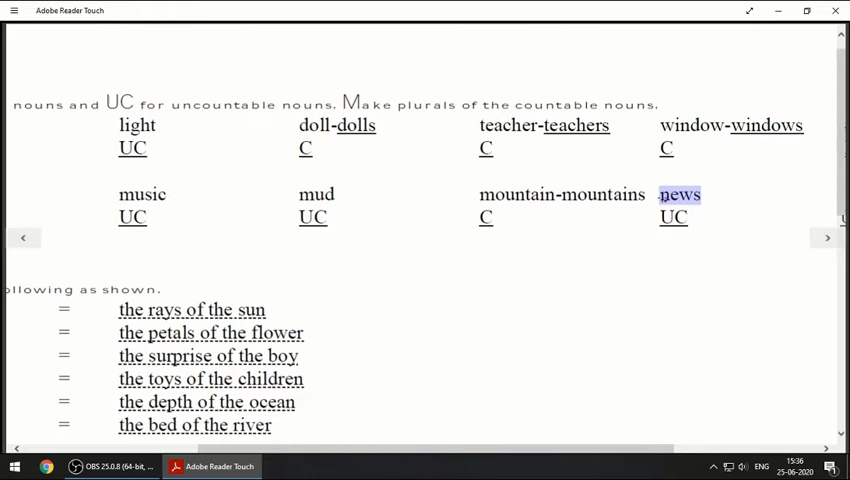 Adobe Reader Touch
nouns and UC for uncountable nouns. Make plurals of the countable nouns.
light doll-dolls teacher-teachers window-windows
UC C C C
music mud mountain-mountains news
UC UC C UC
ollowing as shown.
= the rays of the sun
= the petals of the flower
= the surprise of the boy
= the toys of the children
= the depth of the ocean
= the bed of the river
OBS 25.0.8 (64-bit, ... Adobe Reader Touch ENG 15:36
25-06-2020